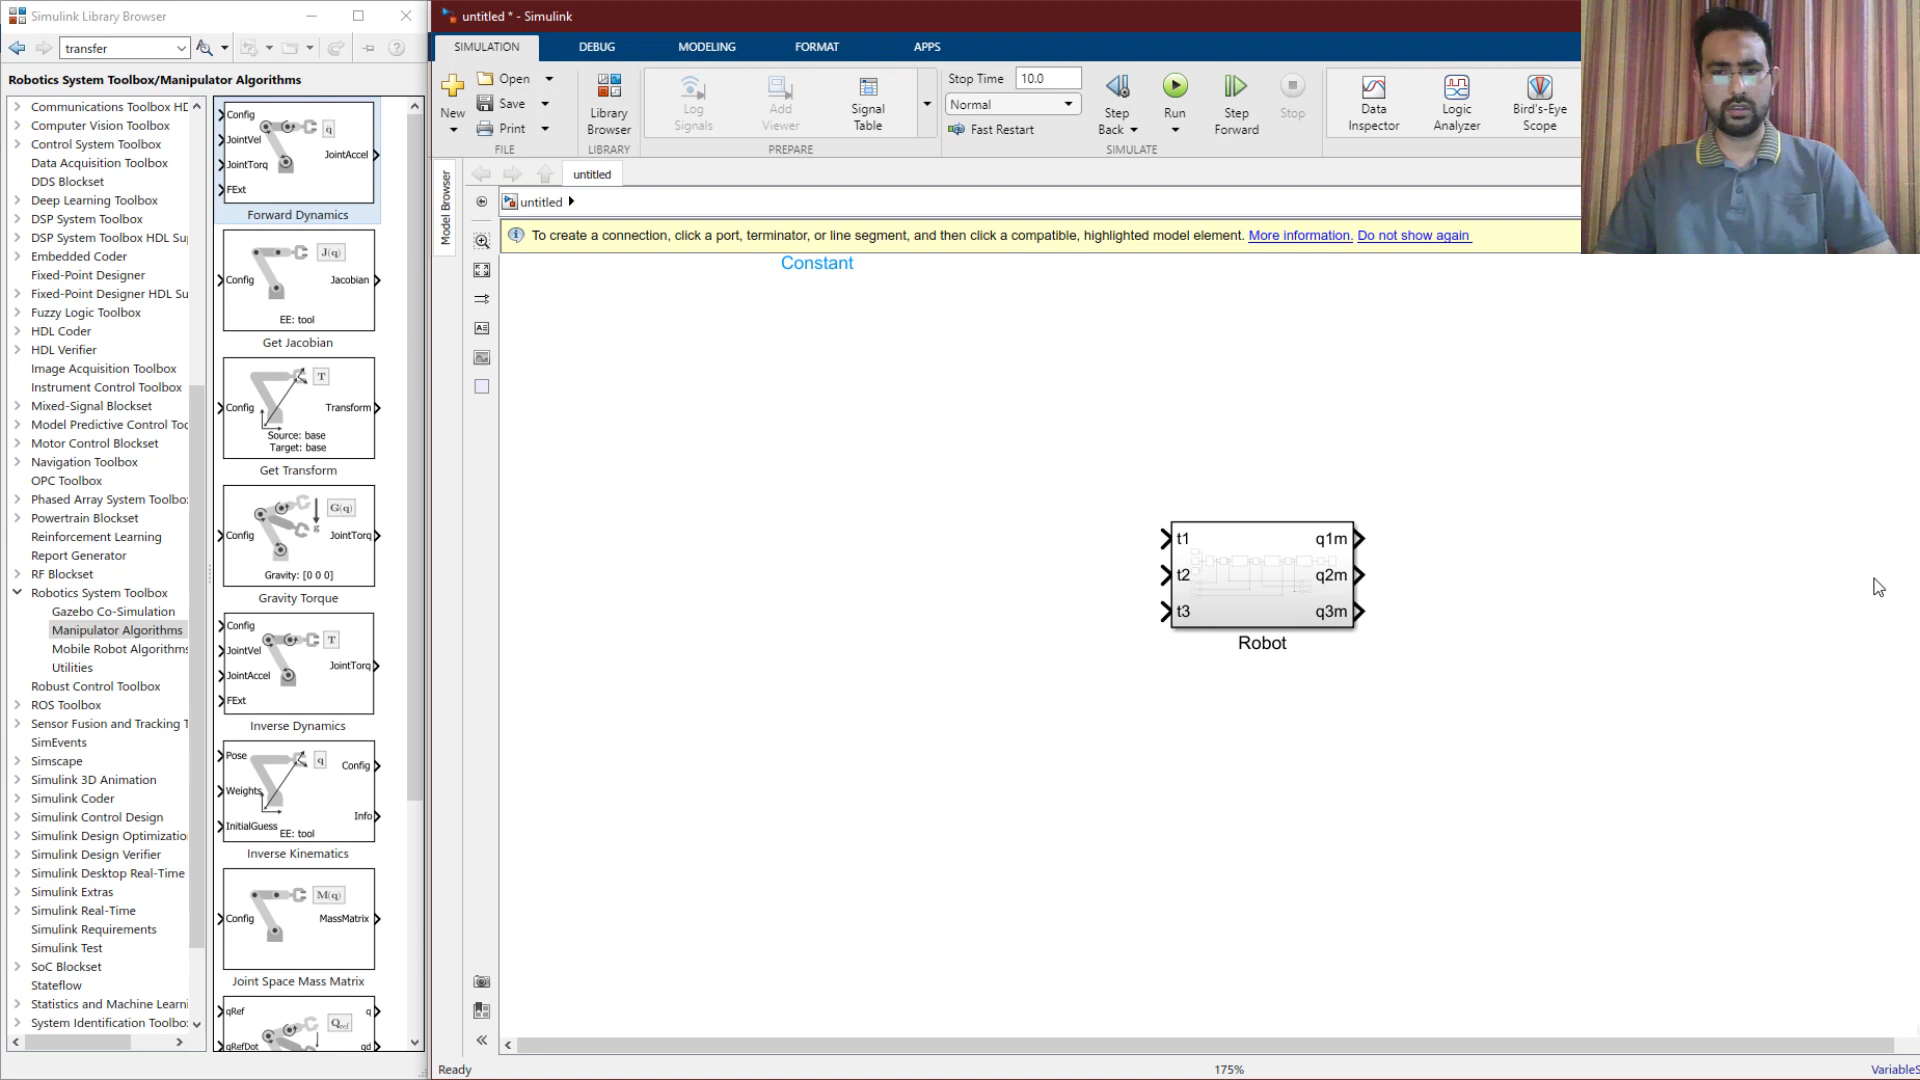 Simulink Library Browser
transfer
Robotics System Toolbox/Manipulator Algorithms
Communications Toolbox HD
Computer Vision Toolbox
Control System Toolbox
Data Acquisition Toolbox
DDS Blockset
Deep Learning Toolbox
DSP System Toolbox
DSP System Toolbox HDL Su
Embedded Coder
Fixed-Point Designer
Fixed-Point Designer HDL Su
Fuzzy Logic Toolbox
HDL Coder
HDL Verifier
Image Acquisition Toolbox
Instrument Control Toolbox
Mixed-Signal Blockset
Model Predictive Control Too
Motor Control Blockset
Navigation Toolbox
OPC Toolbox
Phased Array System Toolbo
Powertrain Blockset
Reinforcement Learning
Report Generator
RF Blockset
Robotics System Toolbox
Gazebo Co-Simulation
Manipulator Algorithms
Mobile Robot Algorithms
Utilities
Robust Control Toolbox
ROS Toolbox
Sensor Fusion and Tracking T
SimEvents
Simscape
Simulink 3D Animation
Simulink Coder
Simulink Control Design
Simulink Design Optimizatio
Simulink Design Verifier
Simulink Desktop Real-Time
Simulink Extras
Simulink Real-Time
Simulink Requirements
Simulink Test
SoC Blockset
Stateflow
Statistics and Machine Learni
System Identification Toolbo
Config
q
JointVel
JointAccel
JointTorq
FExt
Forward Dynamics
J(q)
Config
Jacobian
EE: tool
Get Jacobian
T
Config
Transform
Source: base
Target: base
Get Transform
G(q)
g
Config
JointTorq
Gravity: [0 0 0]
Gravity Torque
Config
T
JointVel
JointTorq
JointAccel
FExt
Inverse Dynamics
Pose
q
Config
Weights
Info
InitialGuess
EE: tool
Inverse Kinematics
M(q)
Config
MassMatrix
Joint Space Mass Matrix
qRef
q
qRefDot
qd
untitled * - Simulink
SIMULATION
DEBUG
MODELING
FORMAT
APPS
New
Open
Save
Print
FILE
Library
Browser
LIBRARY
Log
Signals
Add
Viewer
Signal
Table
PREPARE
Stop Time
10.0
Normal
Fast Restart
Step
Back
Run
Step
Forward
Stop
SIMULATE
Data
Inspector
Logic
Analyzer
Bird's-Eye
Scope
Model Browser
untitled
untitled
To create a connection, click a port, terminator, or line segment, and then click a compatible, highlighted model element. More information. Do not show again
Constant
t1
q1m
t2
q2m
t3
q3m
Robot
Ready
175%
VariableS